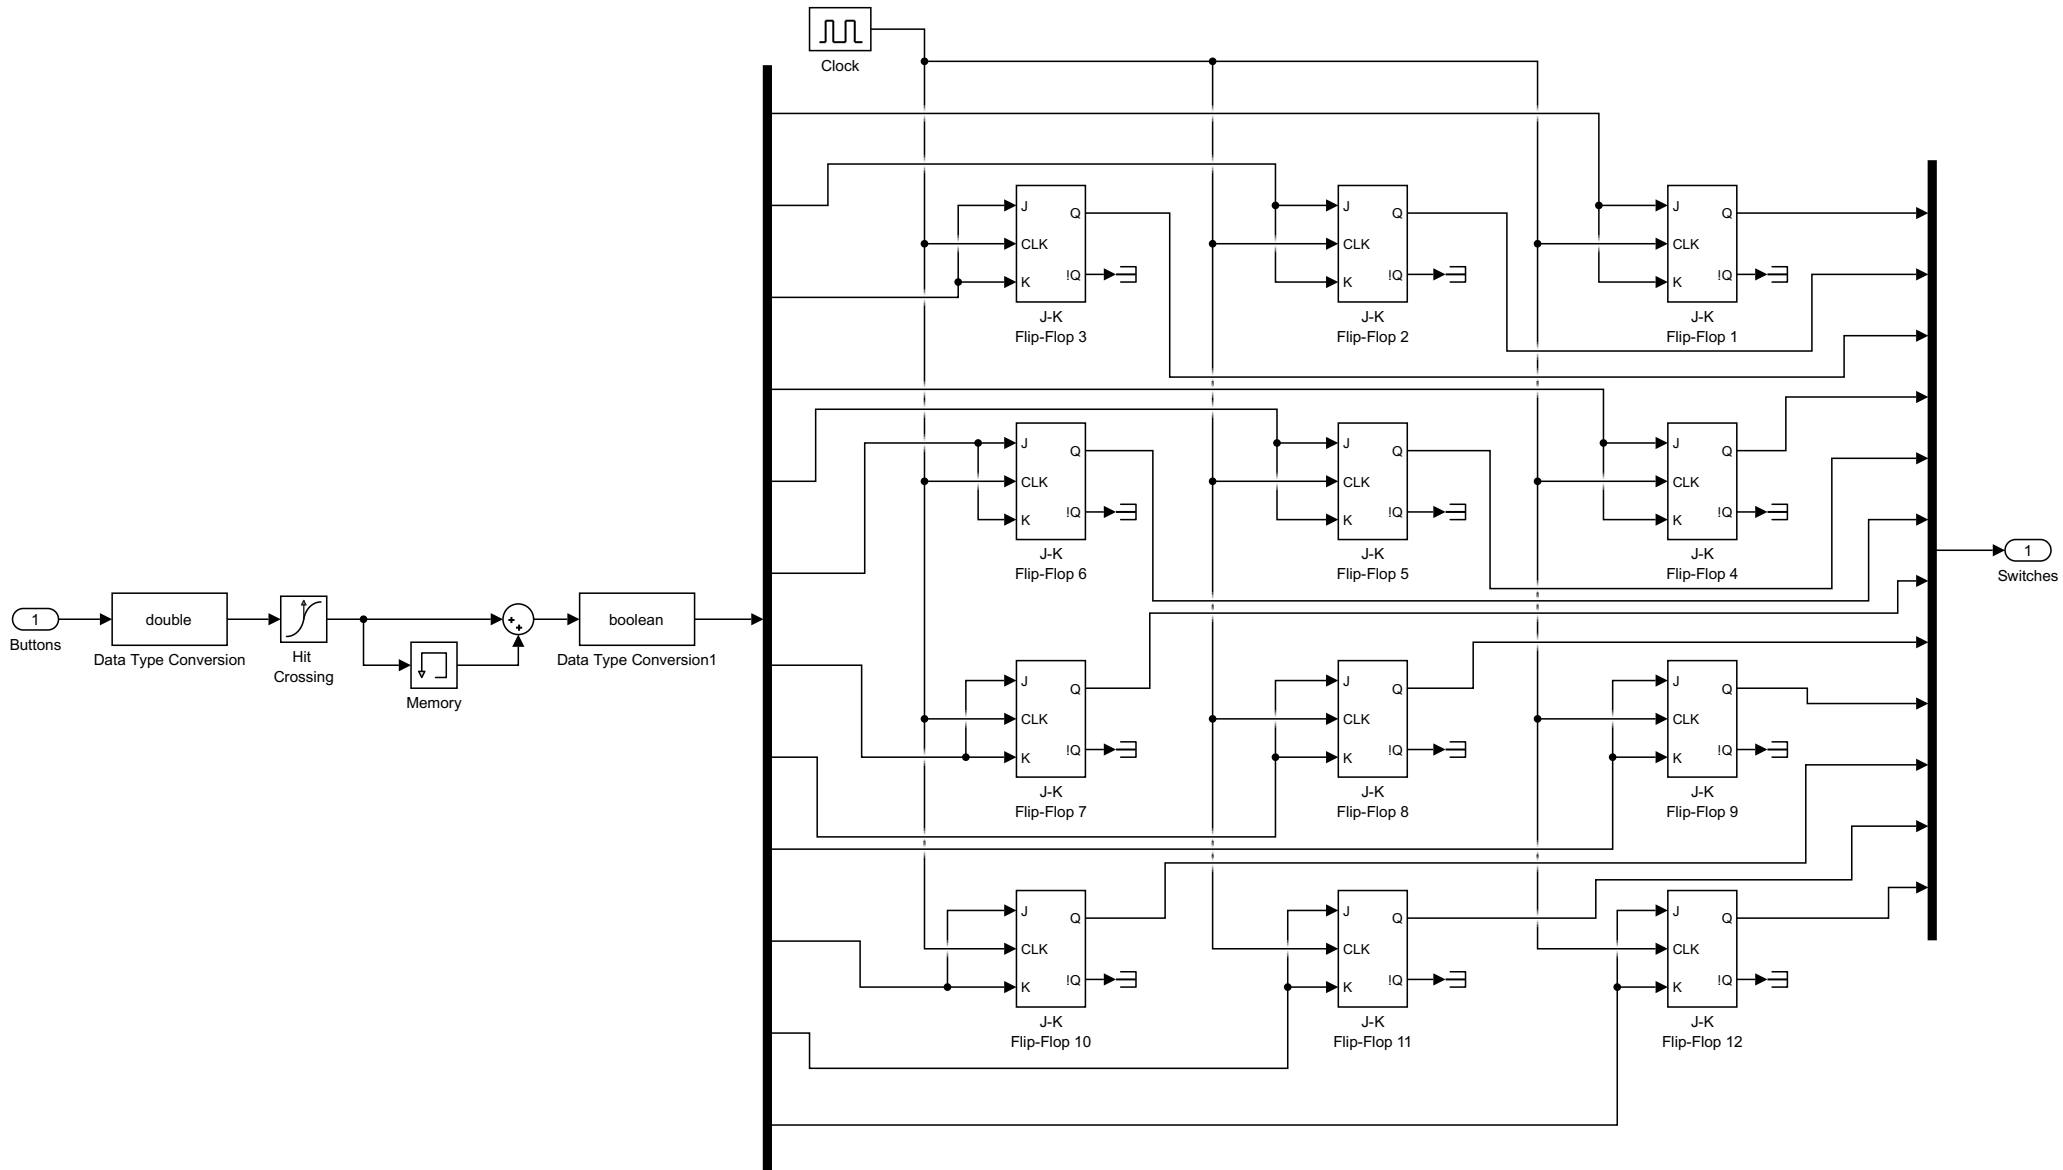 Clock
J
Q
CLK
!Q
K
J-K
Flip-Flop 3
J
Q
CLK
!Q
K
J-K
Flip-Flop 2
J
Q
CLK
!Q
K
J-K
Flip-Flop 1
J
Q
CLK
!Q
K
J-K
Flip-Flop 6
J
Q
CLK
!Q
K
J-K
Flip-Flop 5
J
Q
CLK
!Q
K
J-K
Flip-Flop 4
1
Switches
1
Buttons
double
Data Type Conversion
Hit
Crossing
Memory
++
boolean
Data Type Conversion1
J
Q
CLK
!Q
K
J-K
Flip-Flop 7
J
Q
CLK
!Q
K
J-K
Flip-Flop 8
J
Q
CLK
!Q
K
J-K
Flip-Flop 9
J
Q
CLK
!Q
K
J-K
Flip-Flop 10
J
Q
CLK
!Q
K
J-K
Flip-Flop 11
J
Q
CLK
!Q
K
J-K
Flip-Flop 12